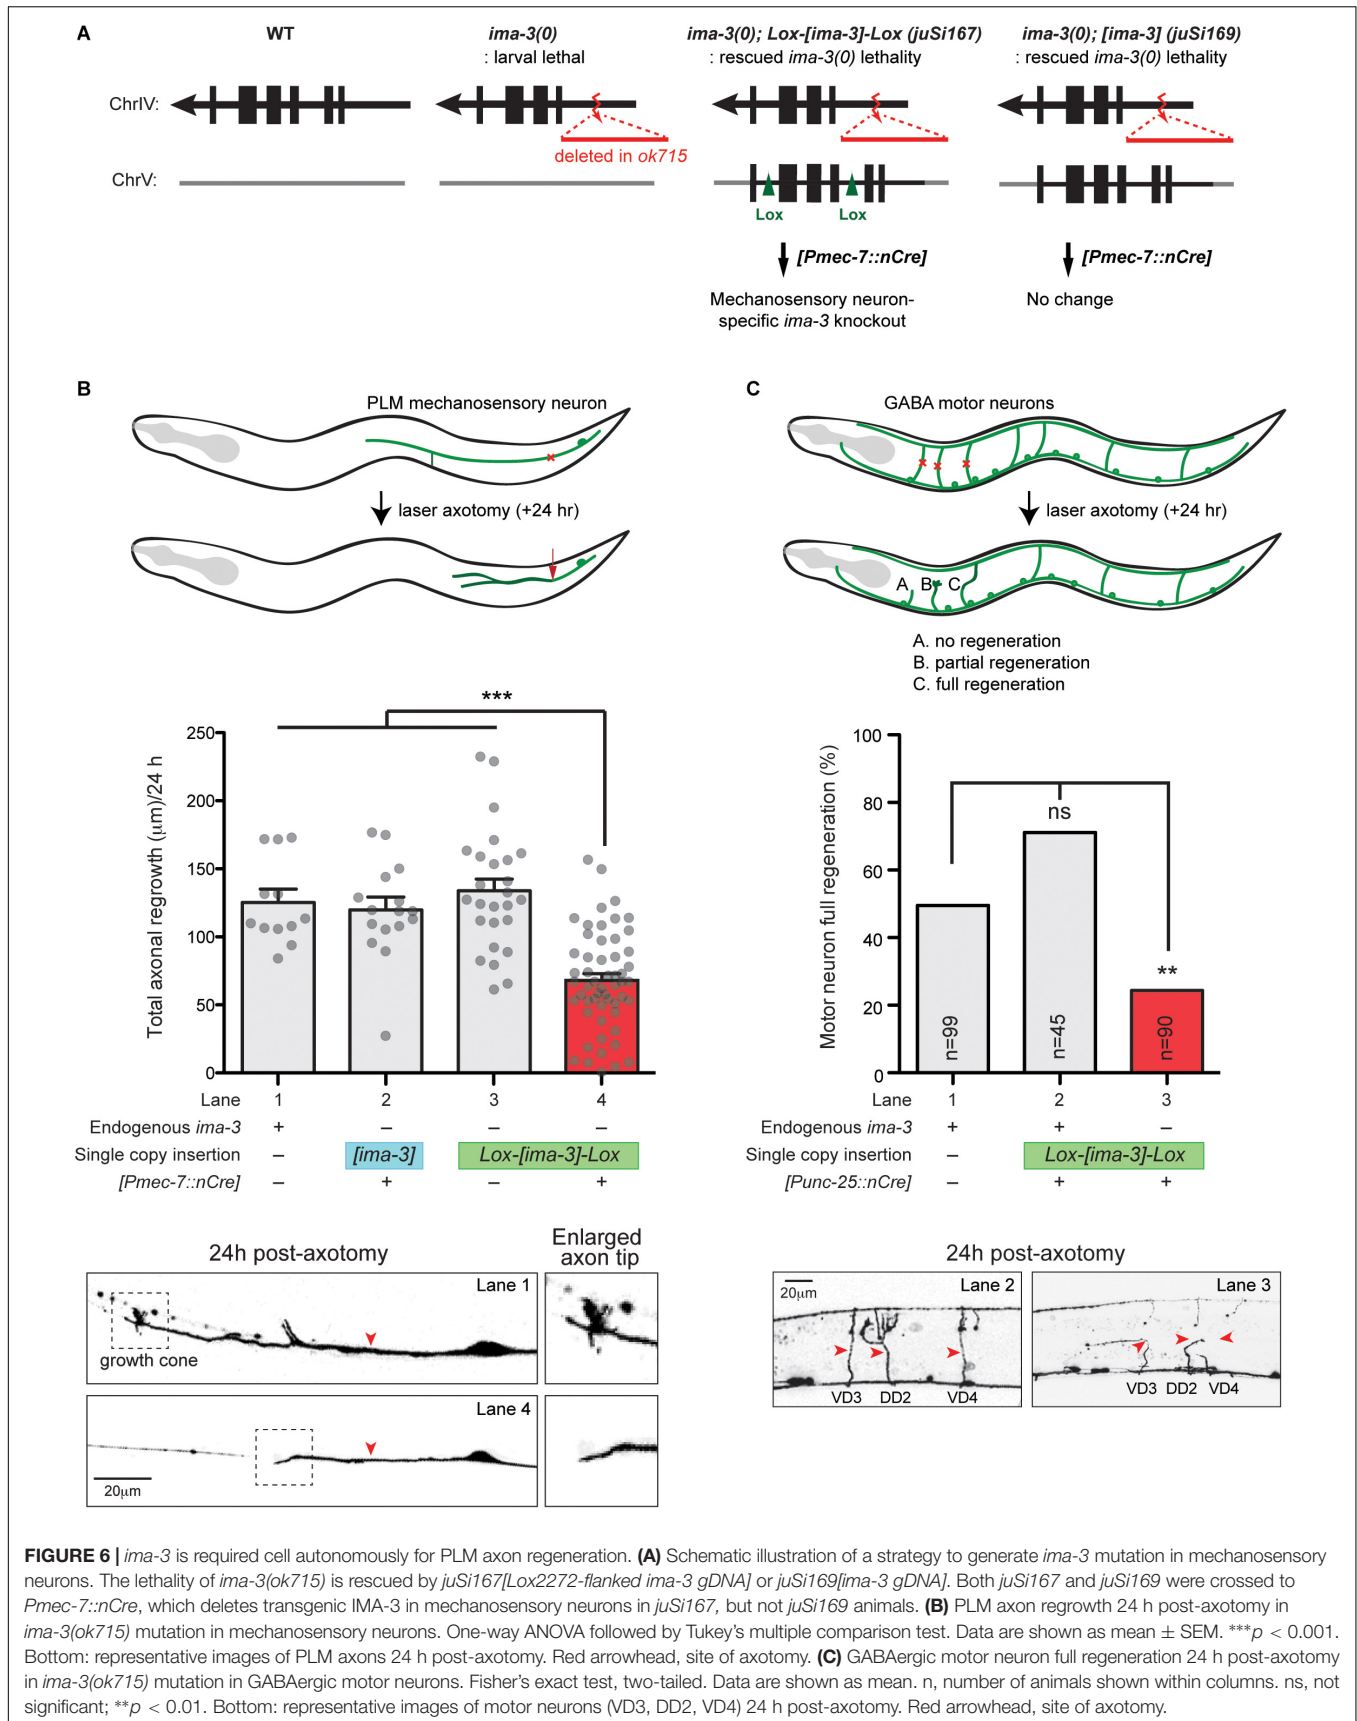 A
WT
ima-3(0)
: larval lethal
ima-3(0); Lox-[ima-3]-Lox (juSi167)
: rescued ima-3(0) lethality
ima-3(0); [ima-3] (juSi169)
: rescued ima-3(0) lethality
ChrIV:
deleted in ok715
ChrV:
Lox
Lox
[Pmec-7::nCre]
[Pmec-7::nCre]
Mechanosensory neuron-
specific ima-3 knockout
No change
B
PLM mechanosensory neuron
laser axotomy (+24 hr)
***
Total axonal regrowth (μm)/24 h
250
200
150
100
50
0
Lane 1 2 3 4
Endogenous ima-3 + – – –
Single copy insertion – [ima-3] Lox-[ima-3]-Lox
[Pmec-7::nCre] – + – +
24h post-axotomy
Enlarged
axon tip
Lane 1
growth cone
Lane 4
20μm
C
GABA motor neurons
laser axotomy (+24 hr)
A B C
A. no regeneration
B. partial regeneration
C. full regeneration
Motor neuron full regeneration (%)
100
80
60
40
20
0
ns
**
n=99
n=45
n=90
Lane 1 2 3
Endogenous ima-3 + + –
Single copy insertion – Lox-[ima-3]-Lox
[Punc-25::nCre] – + +
24h post-axotomy
20μm
Lane 2
VD3 DD2 VD4
Lane 3
VD3 DD2 VD4
FIGURE 6 | ima-3 is required cell autonomously for PLM axon regeneration. (A) Schematic illustration of a strategy to generate ima-3 mutation in mechanosensory
neurons. The lethality of ima-3(ok715) is rescued by juSi167[Lox2272-flanked ima-3 gDNA] or juSi169[ima-3 gDNA]. Both juSi167 and juSi169 were crossed to
Pmec-7::nCre, which deletes transgenic IMA-3 in mechanosensory neurons in juSi167, but not juSi169 animals. (B) PLM axon regrowth 24 h post-axotomy in
ima-3(ok715) mutation in mechanosensory neurons. One-way ANOVA followed by Tukey's multiple comparison test. Data are shown as mean ± SEM. ***p < 0.001.
Bottom: representative images of PLM axons 24 h post-axotomy. Red arrowhead, site of axotomy. (C) GABAergic motor neuron full regeneration 24 h post-axotomy
in ima-3(ok715) mutation in GABAergic motor neurons. Fisher's exact test, two-tailed. Data are shown as mean. n, number of animals shown within columns. ns, not
significant; **p < 0.01. Bottom: representative images of motor neurons (VD3, DD2, VD4) 24 h post-axotomy. Red arrowhead, site of axotomy.